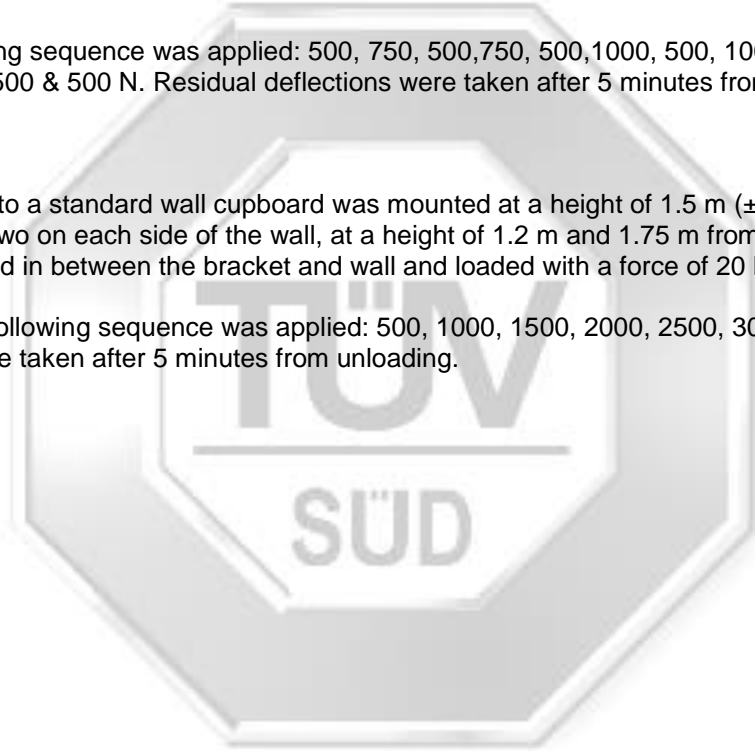 ing sequence was applied: 500, 750, 500,750, 500,1000, 500, 10
500 & 500 N. Residual deflections were taken after 5 minutes from
to a standard wall cupboard was mounted at a height of 1.5 m (±
wo on each side of the wall, at a height of 1.2 m and 1.75 m from
d in between the bracket and wall and loaded with a force of 20
ollowing sequence was applied: 500, 1000, 1500, 2000, 2500, 30
e taken after 5 minutes from unloading.
TÜV
SÜD